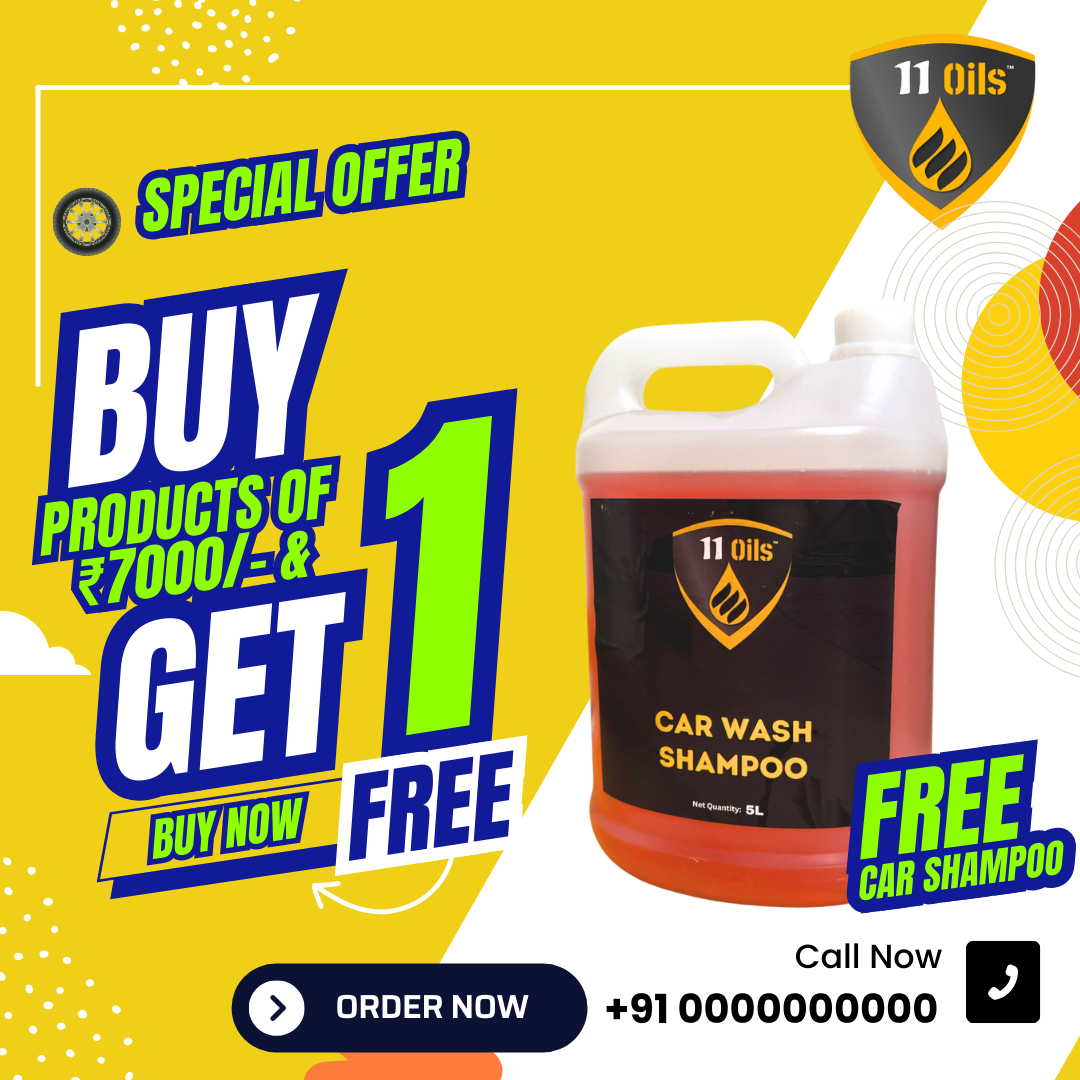 11 Oils™
SPECIAL OFFER
BUY
PRODUCTS OF
₹7000/- &
GET 1
FREE
BUY NOW
11 Oils™
CAR WASH
SHAMPOO
Net Quantity: 5L
FREE
CAR SHAMPOO
Call Now
+91 0000000000
ORDER NOW